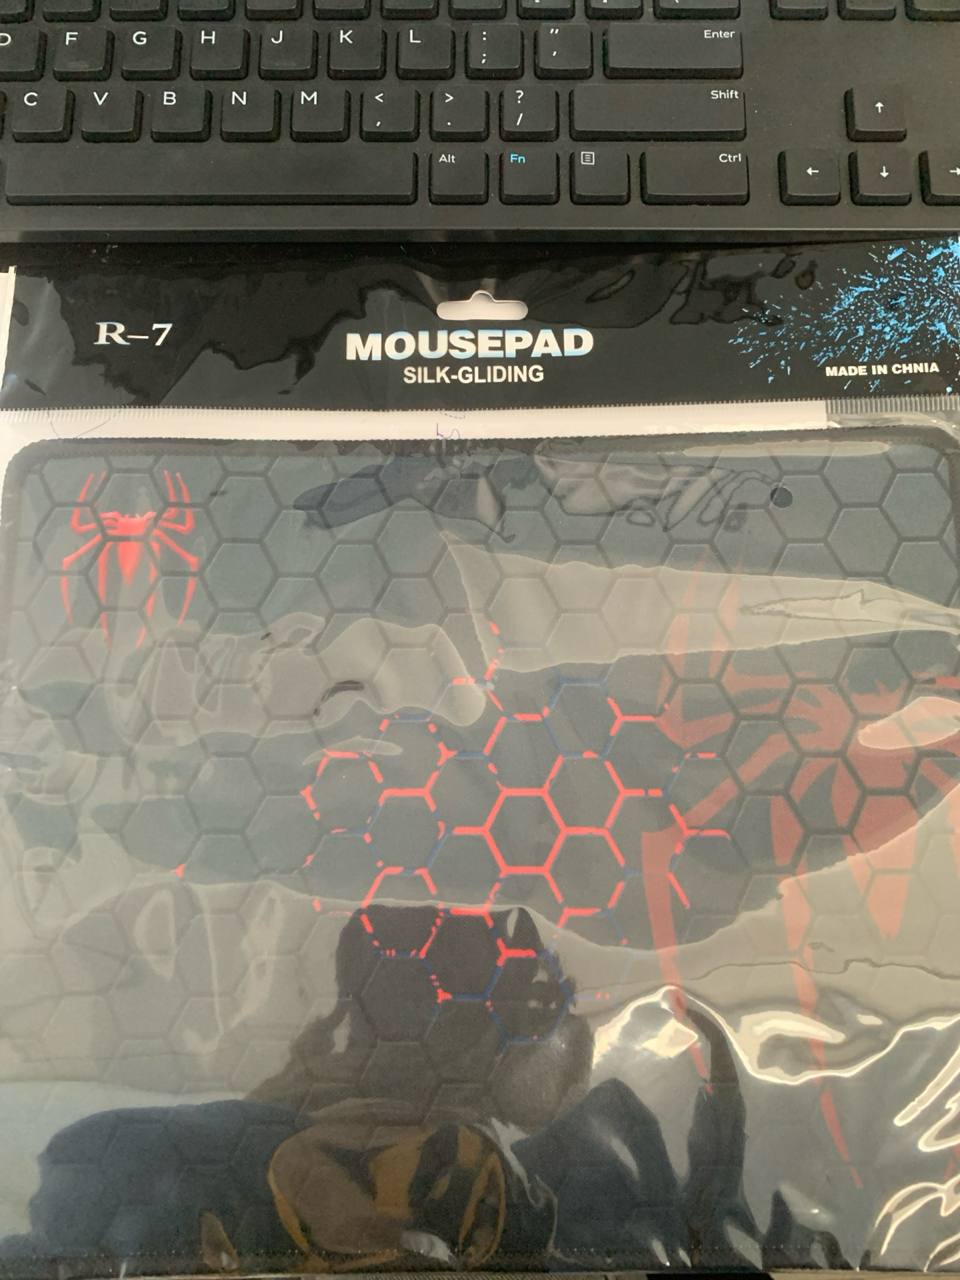 D F G H J K L : ; " ' Enter
C V B N M < , > . ? / Shift ↑
Alt Fn Ctrl ← ↓ →
R–7
MOUSEPAD
SILK-GLIDING
MADE IN CHNIA